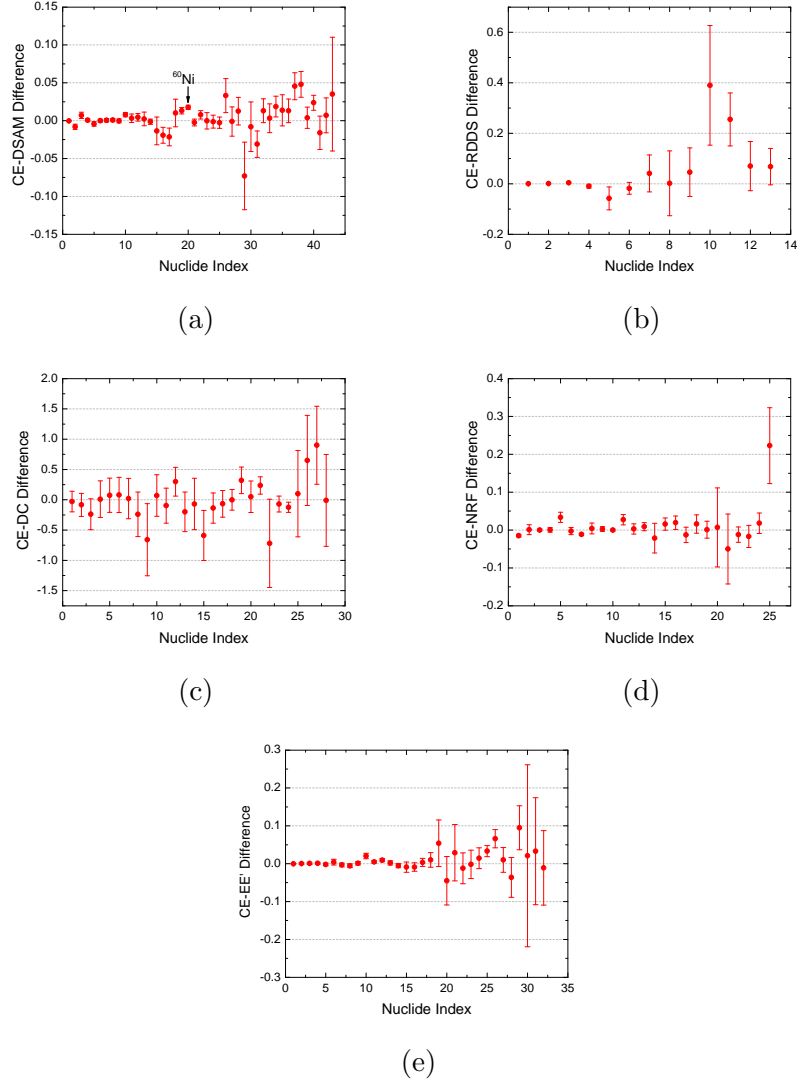 0.15
0.10
0.05
0.00
-0.05
-0.10
-0.15
CE-DSAM Difference
⁶⁰Ni
0 10 20 30 40
Nuclide Index
(a)
0.6
0.4
0.2
0.0
-0.2
CE-RDDS Difference
0 2 4 6 8 10 12 14
Nuclide Index
(b)
2.0
1.5
1.0
0.5
0.0
-0.5
-1.0
-1.5
CE-DC Difference
0 5 10 15 20 25 30
Nuclide Index
(c)
0.4
0.3
0.2
0.1
0.0
-0.1
-0.2
CE-NRF Difference
0 5 10 15 20 25
Nuclide Index
(d)
0.3
0.2
0.1
0.0
-0.1
-0.2
-0.3
CE-EE' Difference
0 5 10 15 20 25 30 35
Nuclide Index
(e)